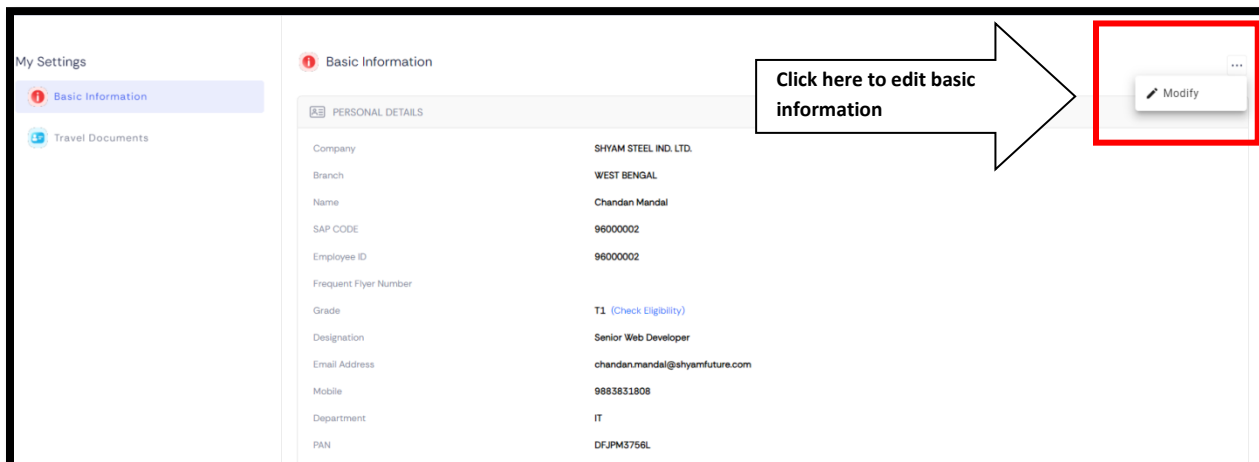 My Settings
Basic Information
Travel Documents
Basic Information
...
Modify
Click here to edit basic
information
PERSONAL DETAILS
Company SHYAM STEEL IND. LTD.
Branch WEST BENGAL
Name Chandan Mandal
SAP CODE 96000002
Employee ID 96000002
Frequent Flyer Number
Grade T1 (Check Eligibility)
Designation Senior Web Developer
Email Address chandan.mandal@shyamfuture.com
Mobile 9883831808
Department IT
PAN DFJPM3756L